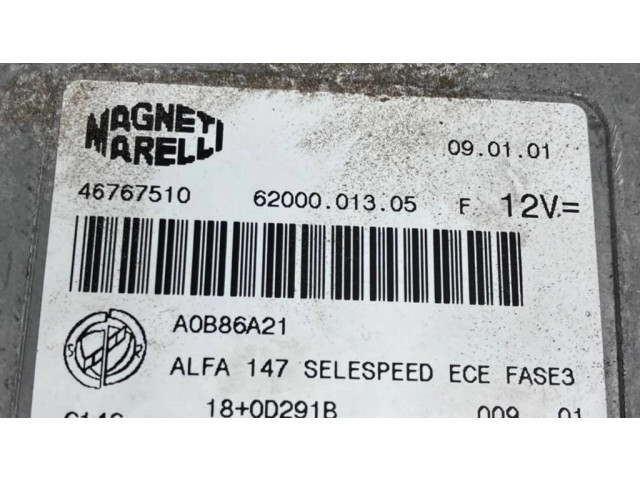 MAGNETI
MARELLI
09.01.01
46767510 62000.013.05 F 12V=
A0B86A21
S R
ALFA 147 SELESPEED ECE FASE3
18+0D291B 009 01